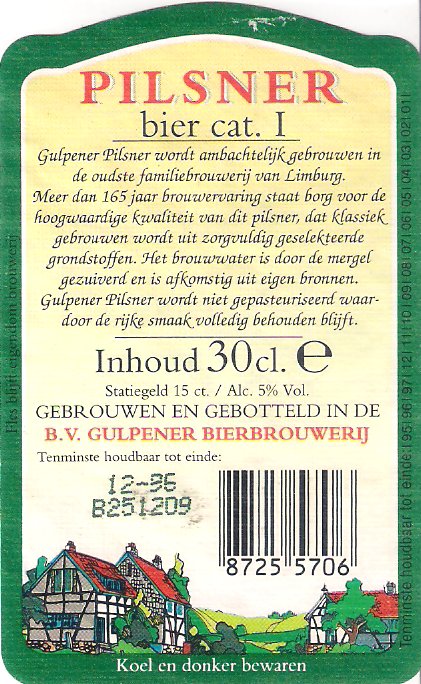 PILSNER
bier cat. I
Gulpener Pilsner wordt ambachtelijk gebrouwen in
de oudste familiebrouwerij van Limburg.
Meer dan 165 jaar brouwervaring staat borg voor de
hoogwaardige kwaliteit van dit pilsner, dat klassiek
gebrouwen wordt uit zorgvuldig geselekteerde
grondstoffen. Het brouwwater is door de mergel
gezuiverd en is afkomstig uit eigen bronnen.
Gulpener Pilsner wordt niet gepasteuriseerd waar-
door de rijke smaak volledig behouden blijft.
Inhoud 30 cl. e
Statiegeld 15 ct. / Alc. 5% Vol.
GEBROUWEN EN GEBOTTELD IN DE
B.V. GULPENER BIERBROUWERIJ
Tenminste houdbaar tot einde:
12-96
B251209
8725 5706
Koel en donker bewaren
Fles blijft eigendom brouwerij
Tenminste houdbaar tot einde: 95 96 97 12 11 10 09 08 07 06 05 04 03 02 01